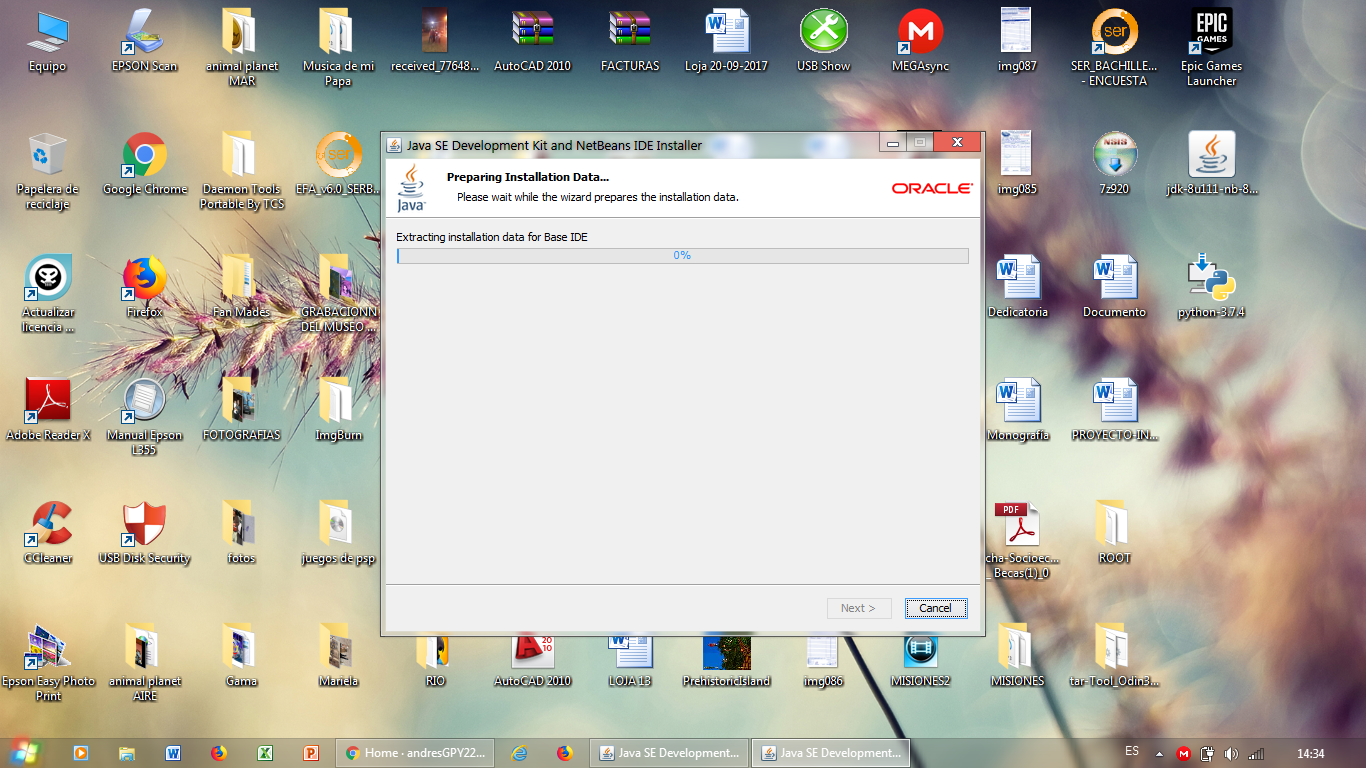 Equipo
EPSON Scan
animal planet
MAR
Musica de mi
Papa
received_77648...
AutoCAD 2010
FACTURAS
Loja 20-09-2017
USB Show
MEGAsync
img087
SER_BACHILLE...
- ENCUESTA
EPIC
GAMES
Epic Games
Launcher
Papelera de
reciclaje
Google Chrome
Daemon Tools
Portable By TCS
ser
EFA_v6.0_SERB...
img085
NSIS
7z920
jdk-8u111-nb-8...
Java SE Development Kit and NetBeans IDE Installer
Java
Preparing Installation Data...
Please wait while the wizard prepares the installation data.
ORACLE
Extracting installation data for Base IDE
0%
Next >
Cancel
Actualizar
licencia ...
Firefox
Fan Mades
GRABACIONN
DEL MUSEO ...
Dedicatoria
Documento
python-3.7.4
Adobe Reader X
Manual Epson
L355
FOTOGRAFIAS
ImgBurn
Monografía
PROYECTO-IN...
CCleaner
USB Disk Security
fotos
juegos de psp
PDF
cha-Socioec...
_ Becas(1)_0
ROOT
Epson Easy Photo
Print
animal planet
AIRE
Gama
Mariela
RIO
AutoCAD 2010
LOJA 13
PrehistoricIsland
img086
MISIONES2
MISIONES
tar-Tool_Odin3...
Home · andresGPY22...
Java SE Development...
Java SE Development...
ES
14:34